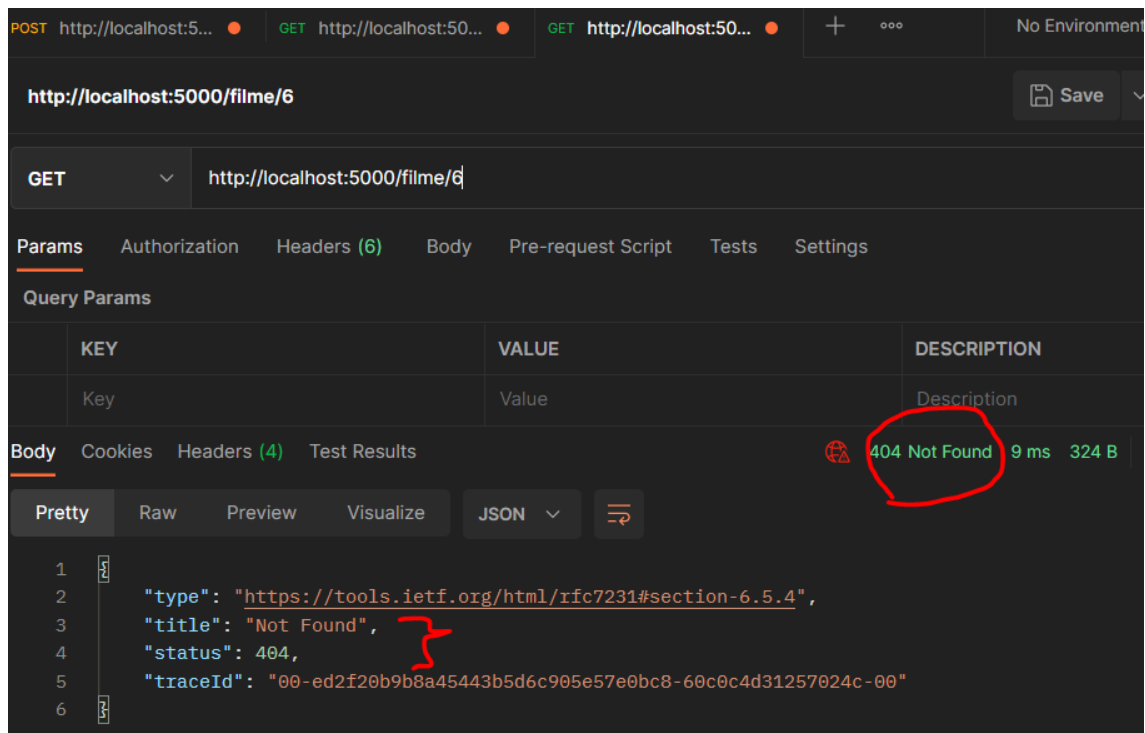 POST http://localhost:5... GET http://localhost:50... GET http://localhost:50... No Environment
http://localhost:5000/filme/6 Save
GET http://localhost:5000/filme/6
Params Authorization Headers (6) Body Pre-request Script Tests Settings
Query Params
KEY VALUE DESCRIPTION
Key Value Description
Body Cookies Headers (4) Test Results 404 Not Found 9 ms 324 B
Pretty Raw Preview Visualize JSON
1 {
2 "type": "https://tools.ietf.org/html/rfc7231#section-6.5.4",
3 "title": "Not Found",
4 "status": 404,
5 "traceId": "00-ed2f20b9b8a45443b5d6c905e57e0bc8-60c0c4d31257024c-00"
6 }